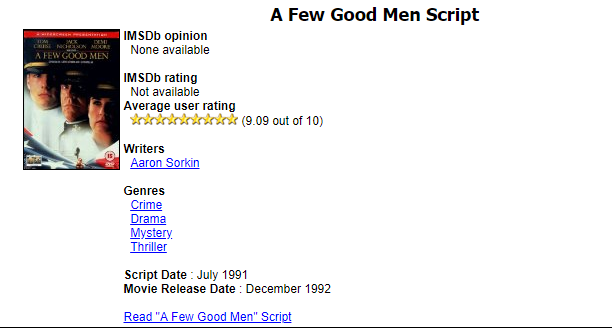 A Few Good Men Script
A WIDESCREEN PRESENTATION
TOM CRUISE JACK NICHOLSON DEMI MOORE
A FEW GOOD MEN
IMSDb opinion
None available
IMSDb rating
Not available
Average user rating
(9.09 out of 10)
Writers
Aaron Sorkin
Genres
Crime
Drama
Mystery
Thriller
Script Date : July 1991
Movie Release Date : December 1992
Read "A Few Good Men" Script